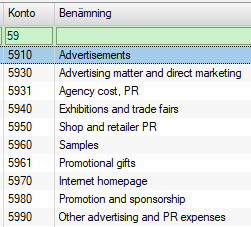 Konto Benämning
59
5910 Advertisements
5930 Advertising matter and direct marketing
5931 Agency cost, PR
5940 Exhibitions and trade fairs
5950 Shop and retailer PR
5960 Samples
5961 Promotional gifts
5970 Internet homepage
5980 Promotion and sponsorship
5990 Other advertising and PR expenses